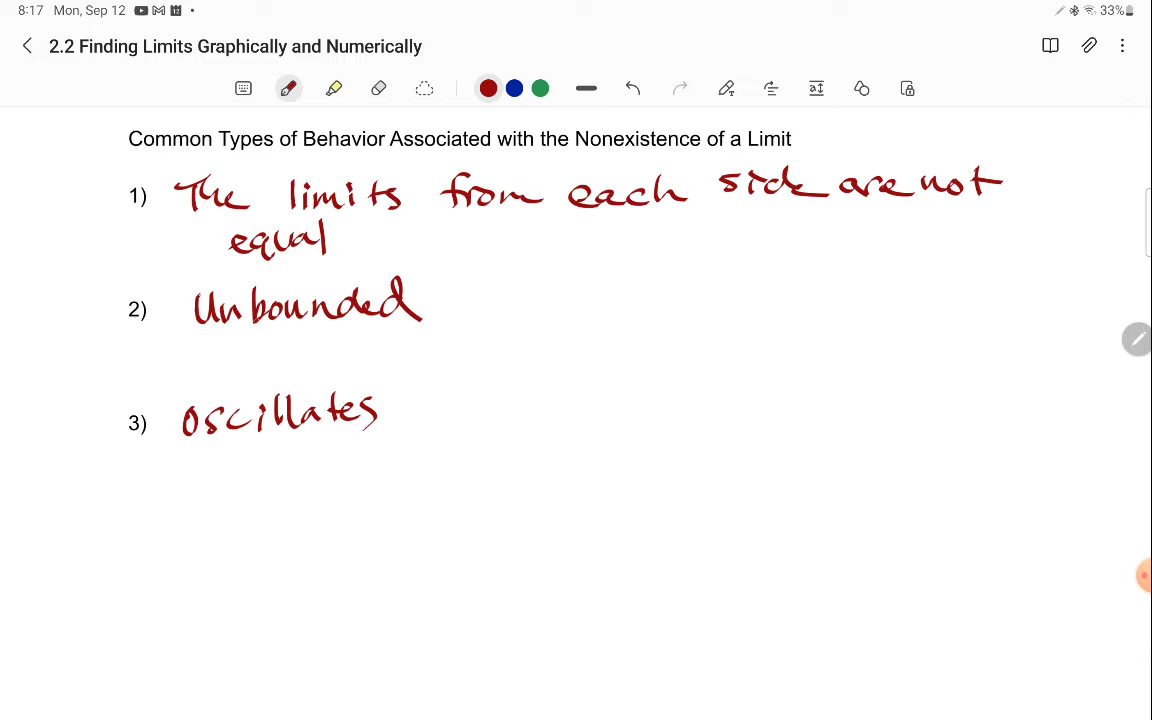 8:17 Mon, Sep 12 33%
2.2 Finding Limits Graphically and Numerically
Common Types of Behavior Associated with the Nonexistence of a Limit
1) The limits from each side are not
equal
2) Unbounded
3) Oscillates